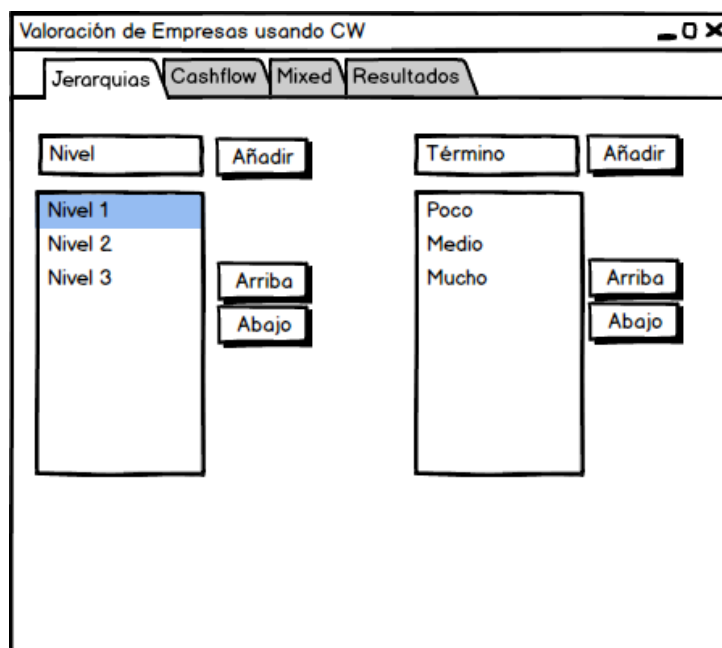 Valoración de Empresas usando CW
Jerarquias Cashflow Mixed Resultados
Nivel Añadir Término Añadir
Nivel 1
Nivel 2
Nivel 3
Arriba
Abajo
Poco
Medio
Mucho
Arriba
Abajo